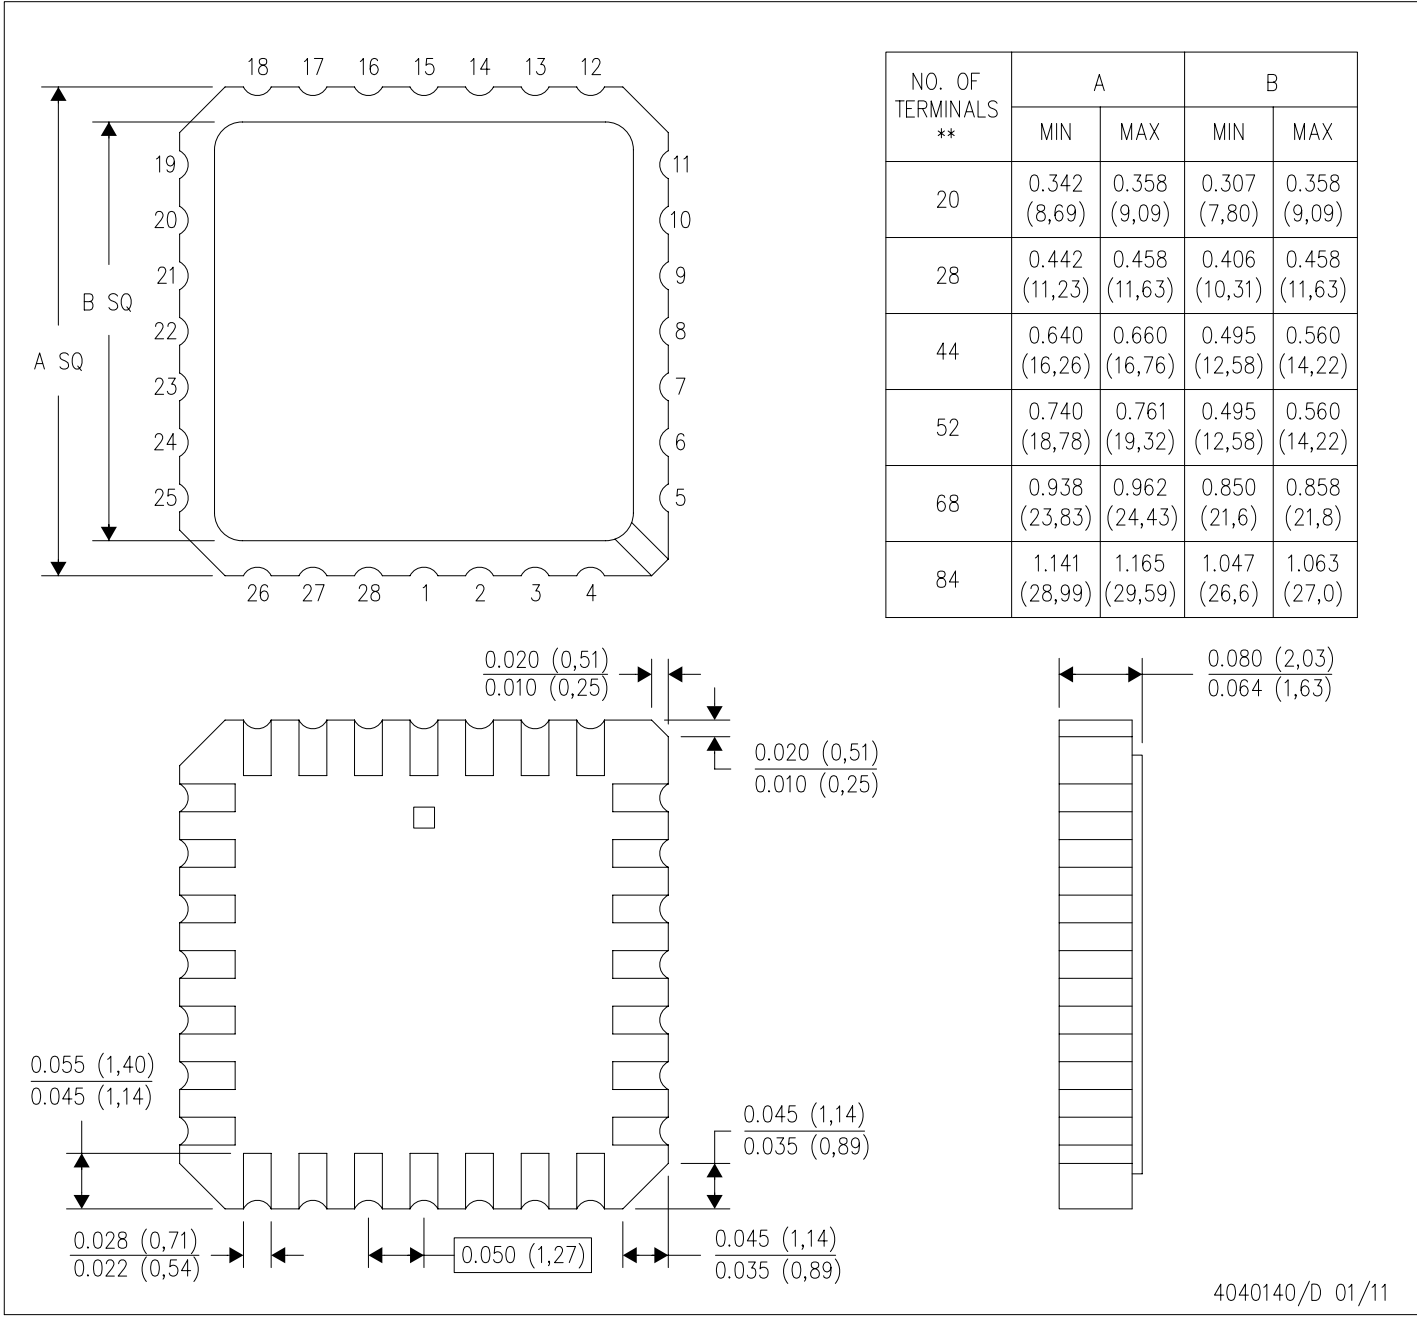 18 17 16 15 14 13 12
19
20
21
22
23
24
25
11
10
9
8
7
6
5
26 27 28 1 2 3 4
A SQ
B SQ
NO. OF TERMINALS ** A B
MIN MAX MIN MAX
20 0.342 0.358 0.307 0.358
(8,69) (9,09) (7,80) (9,09)
28 0.442 0.458 0.406 0.458
(11,23) (11,63) (10,31) (11,63)
44 0.640 0.660 0.495 0.560
(16,26) (16,76) (12,58) (14,22)
52 0.740 0.761 0.495 0.560
(18,78) (19,32) (12,58) (14,22)
68 0.938 0.962 0.850 0.858
(23,83) (24,43) (21,6) (21,8)
84 1.141 1.165 1.047 1.063
(28,99) (29,59) (26,6) (27,0)
0.020 (0,51)
0.010 (0,25)
0.020 (0,51)
0.010 (0,25)
0.080 (2,03)
0.064 (1,63)
0.055 (1,40)
0.045 (1,14)
0.045 (1,14)
0.035 (0,89)
0.028 (0,71)
0.022 (0,54)
0.050 (1,27)
0.045 (1,14)
0.035 (0,89)
4040140/D 01/11